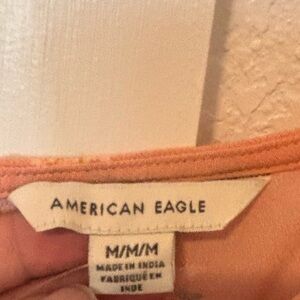 AMERICAN EAGLE
M/M/M
MADE IN INDIA
FABRIQUÉ EN
INDE